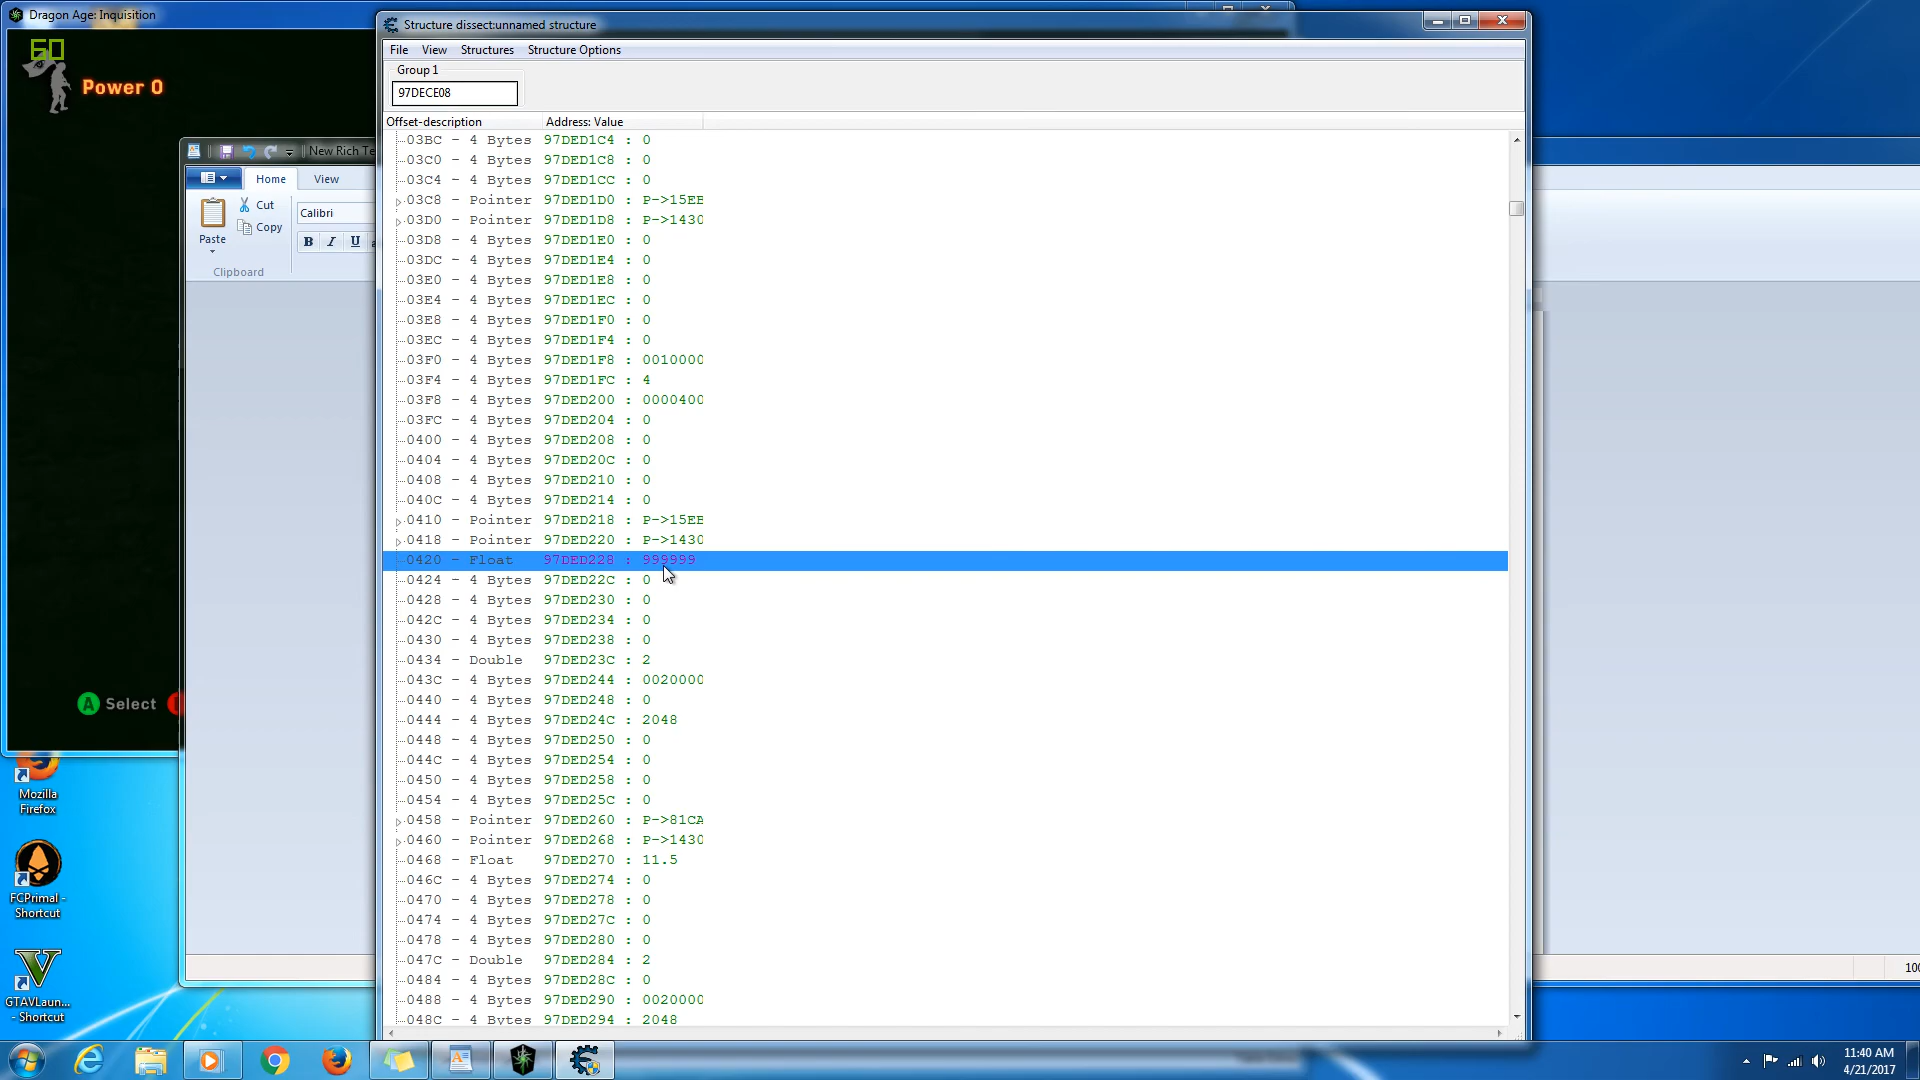 Dragon Age: Inquisition
60
Power 0
A Select
Structure dissect:unnamed structure
File View Structures Structure Options
Group 1
97DECE08
Offset-description Address: Value
03BC - 4 Bytes 97DED1C4 : 0
03C0 - 4 Bytes 97DED1C8 : 0
03C4 - 4 Bytes 97DED1CC : 0
03C8 - Pointer 97DED1D0 : P->15EE
03D0 - Pointer 97DED1D8 : P->1430
03D8 - 4 Bytes 97DED1E0 : 0
03DC - 4 Bytes 97DED1E4 : 0
03E0 - 4 Bytes 97DED1E8 : 0
03E4 - 4 Bytes 97DED1EC : 0
03E8 - 4 Bytes 97DED1F0 : 0
03EC - 4 Bytes 97DED1F4 : 0
03F0 - 4 Bytes 97DED1F8 : 0010000
03F4 - 4 Bytes 97DED1FC : 4
03F8 - 4 Bytes 97DED200 : 0000400
03FC - 4 Bytes 97DED204 : 0
0400 - 4 Bytes 97DED208 : 0
0404 - 4 Bytes 97DED20C : 0
0408 - 4 Bytes 97DED210 : 0
040C - 4 Bytes 97DED214 : 0
0410 - Pointer 97DED218 : P->15EE
0418 - Pointer 97DED220 : P->1430
0420 - Float 97DED228 : 999999
0424 - 4 Bytes 97DED22C : 0
0428 - 4 Bytes 97DED230 : 0
042C - 4 Bytes 97DED234 : 0
0430 - 4 Bytes 97DED238 : 0
0434 - Double 97DED23C : 2
043C - 4 Bytes 97DED244 : 0020000
0440 - 4 Bytes 97DED248 : 0
0444 - 4 Bytes 97DED24C : 2048
0448 - 4 Bytes 97DED250 : 0
044C - 4 Bytes 97DED254 : 0
0450 - 4 Bytes 97DED258 : 0
0454 - 4 Bytes 97DED25C : 0
0458 - Pointer 97DED260 : P->81CA
0460 - Pointer 97DED268 : P->1430
0468 - Float 97DED270 : 11.5
046C - 4 Bytes 97DED274 : 0
0470 - 4 Bytes 97DED278 : 0
0474 - 4 Bytes 97DED27C : 0
0478 - 4 Bytes 97DED280 : 0
047C - Double 97DED284 : 2
0484 - 4 Bytes 97DED28C : 0
0488 - 4 Bytes 97DED290 : 0020000
048C - 4 Bytes 97DED294 : 2048
New Rich Te
Home View
Paste
Cut
Copy
Clipboard
Calibri
B I U
100
Mozilla
Firefox
FCPrimal -
Shortcut
GTAVLaun...
- Shortcut
11:40 AM
4/21/2017